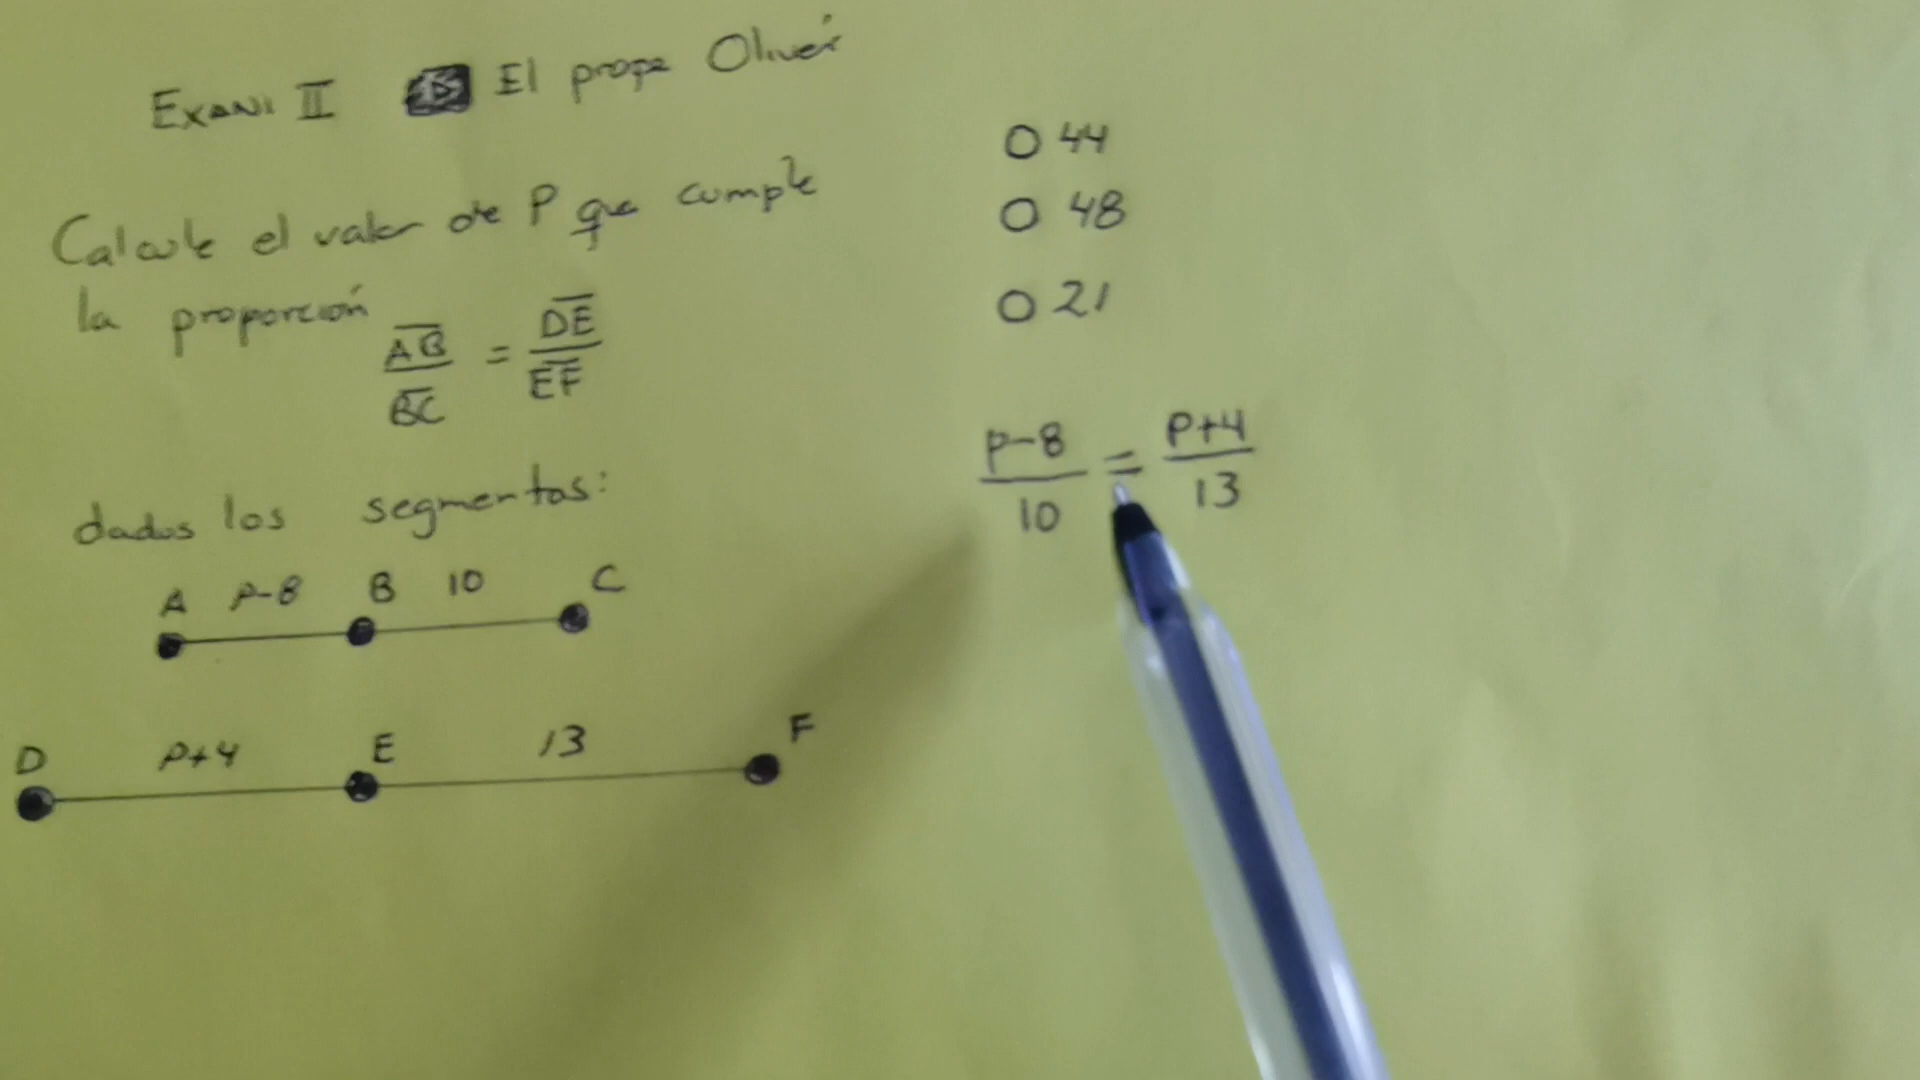 EXANI II El profe Oliver
Calcule el valor de P que cumple
la proporción
AB/BC = DE/EF
dados los segmentos:
A P-8 B 10 C
D P+4 E 13 F
44
48
21
P-8/10 = P+4/13